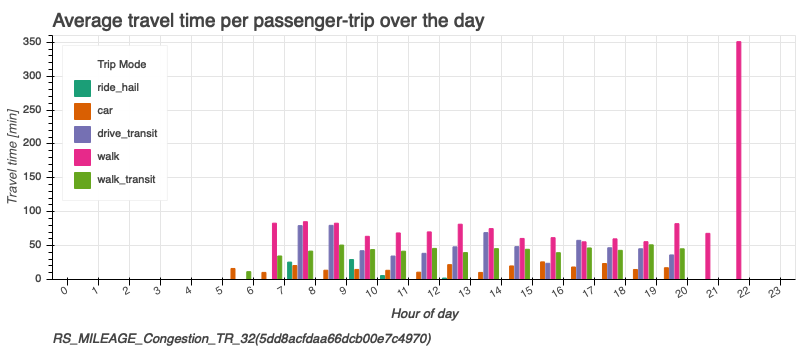 Average travel time per passenger-trip over the day
Travel time [min]
350
300
250
200
150
100
50
0
Trip Mode
ride_hail
car
drive_transit
walk
walk_transit
0 1 2 3 4 5 6 7 8 9 10 11 12 13 14 15 16 17 18 19 20 21 22 23
Hour of day
RS_MILEAGE_Congestion_TR_32(5dd8acfdaa66dcb00e7c4970)